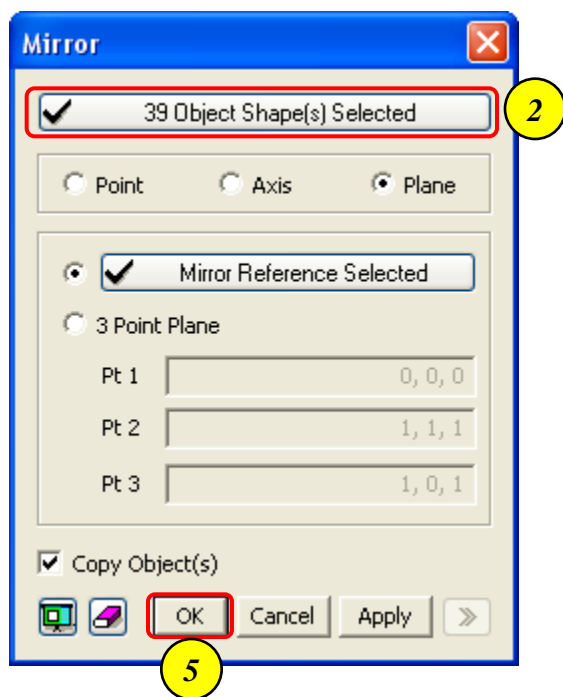 Mirror
39 Object Shape(s) Selected
2
Point Axis Plane
Mirror Reference Selected
3 Point Plane
Pt 1 0, 0, 0
Pt 2 1, 1, 1
Pt 3 1, 0, 1
Copy Object(s)
OK Cancel Apply
5